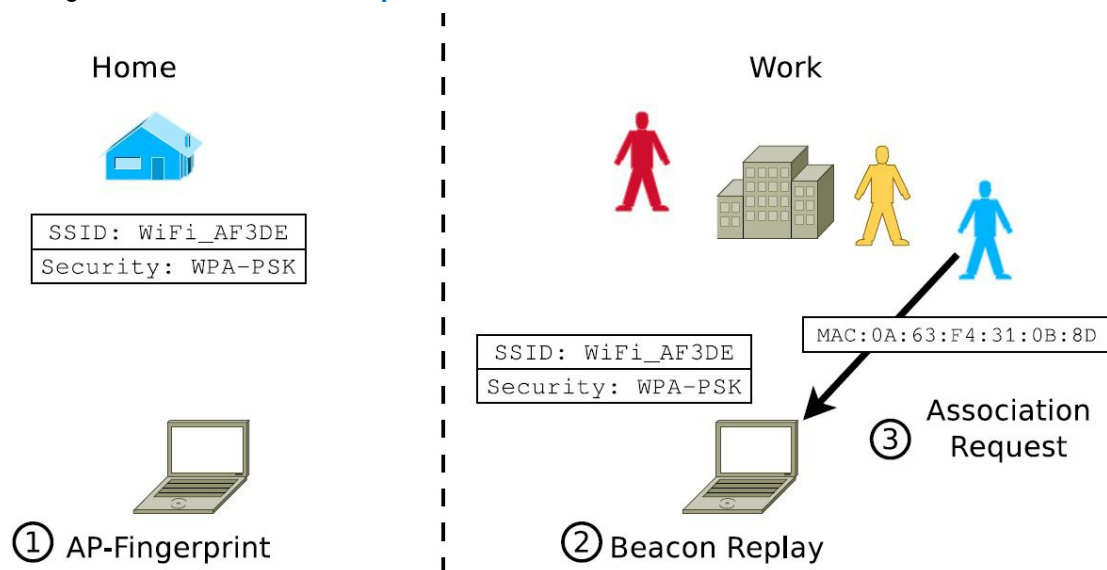 Home
SSID: WiFi_AF3DE
Security: WPA-PSK
1 AP-Fingerprint
Work
MAC:0A:63:F4:31:0B:8D
SSID: WiFi_AF3DE
Security: WPA-PSK
3 Association
Request
2 Beacon Replay